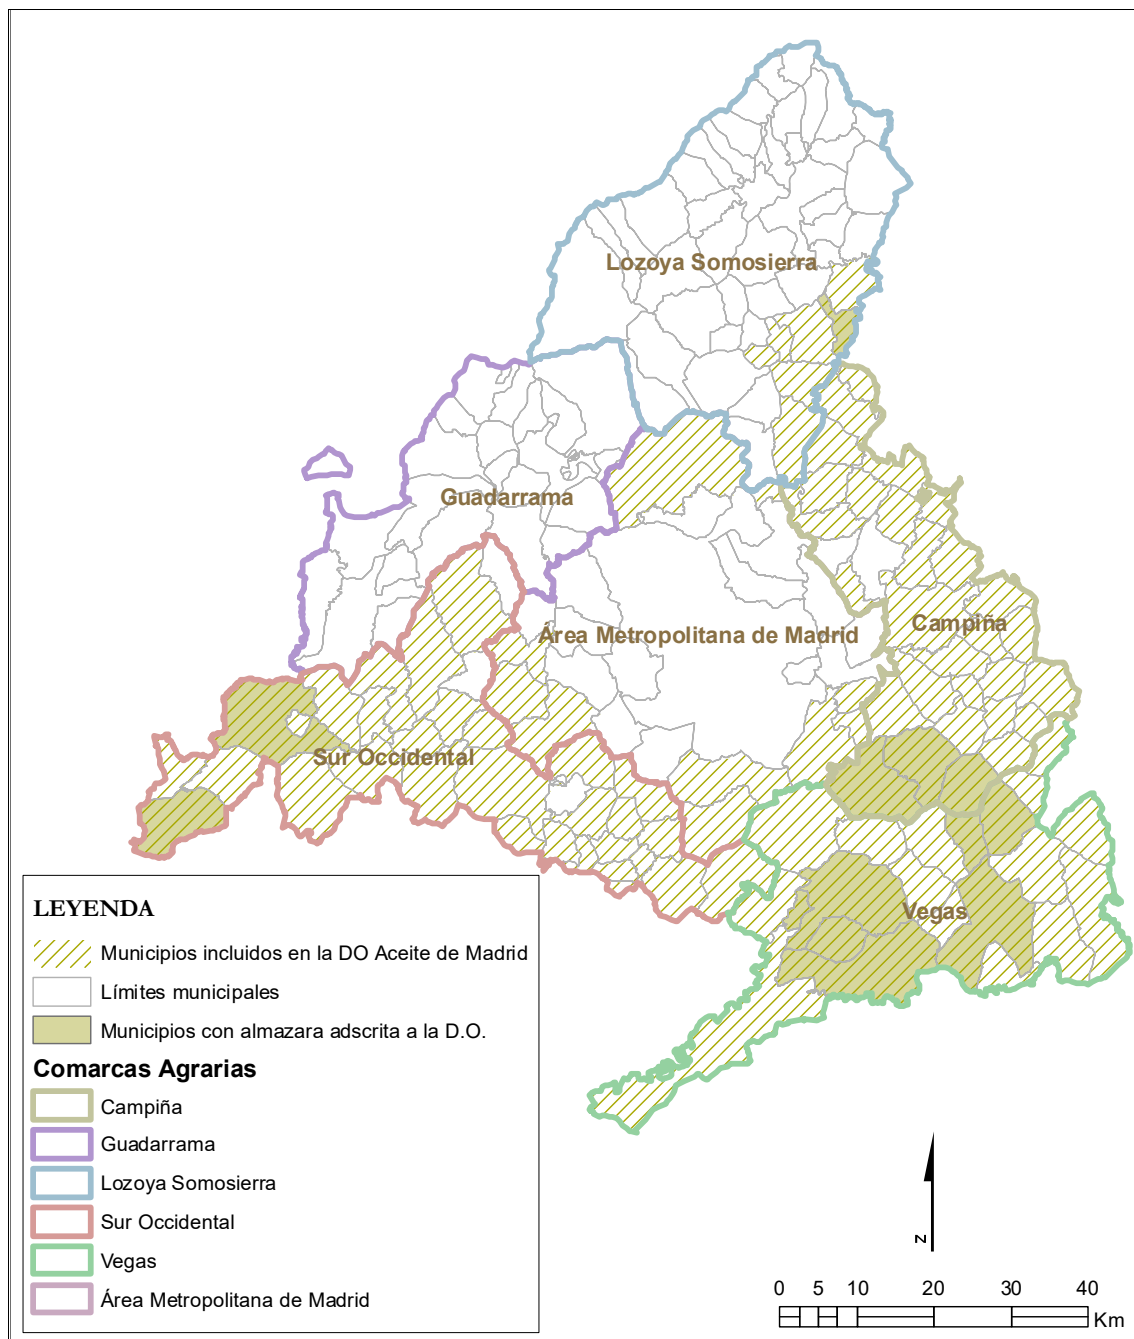 Lozoya Somosierra
Guadarrama
Área Metropolitana de Madrid
Campiña
Sur Occidental
Vegas
LEYENDA
Municipios incluidos en la DO Aceite de Madrid
Límites municipales
Municipios con almazara adscrita a la D.O.
Comarcas Agrarias
Campiña
Guadarrama
Lozoya Somosierra
Sur Occidental
Vegas
Área Metropolitana de Madrid
N
0 5 10 20 30 40
Km